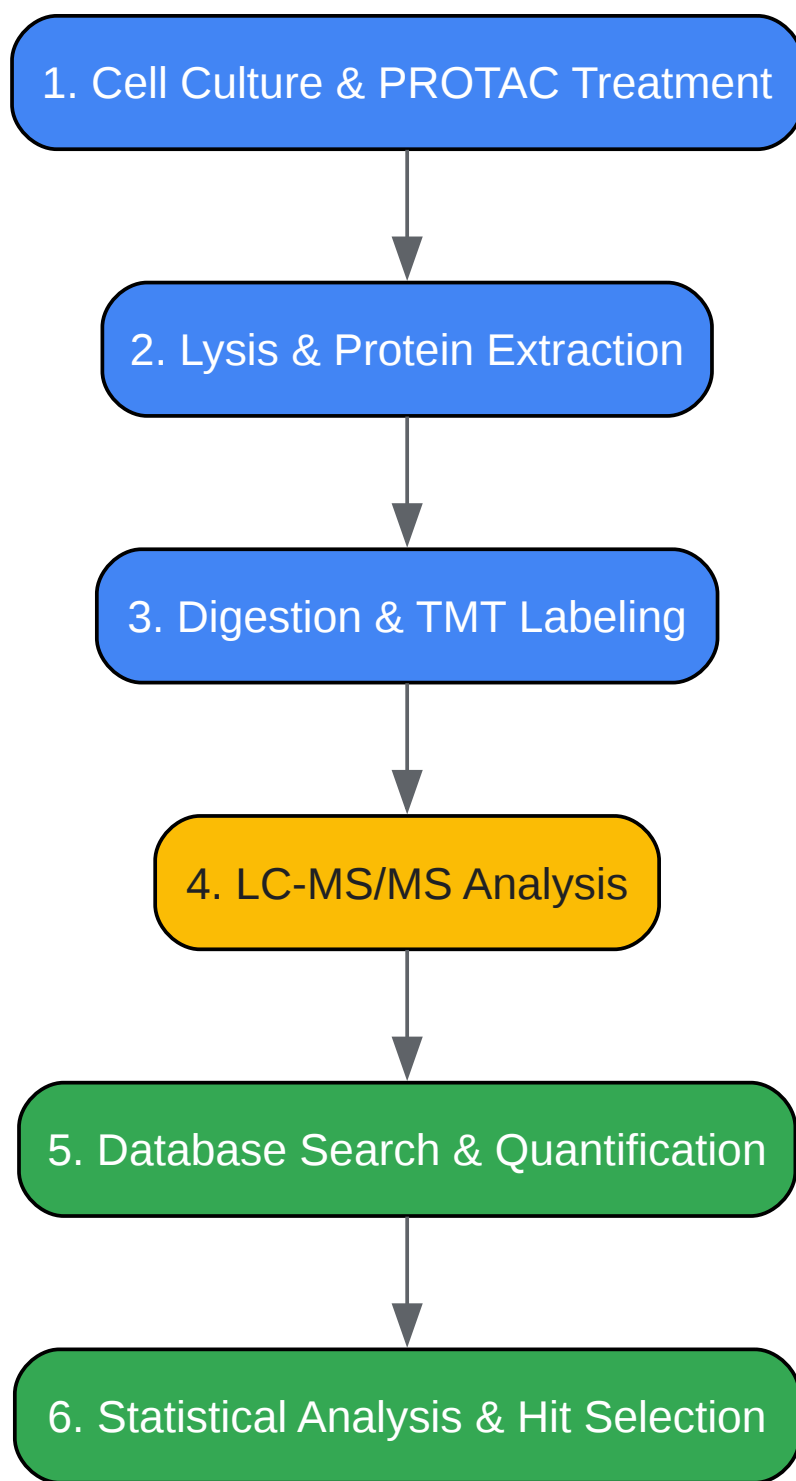 1. Cell Culture & PROTAC Treatment
2. Lysis & Protein Extraction
3. Digestion & TMT Labeling
4. LC-MS/MS Analysis
5. Database Search & Quantification
6. Statistical Analysis & Hit Selection